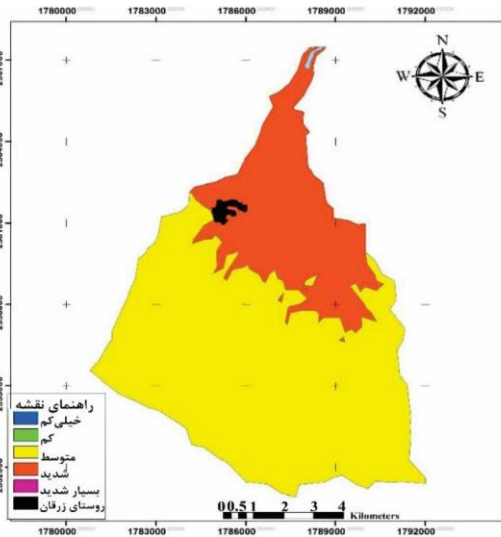 1780000 1783000 1786000 1789000 1792000
N
W E
S
راهنمای نقشه
خیلی کم
کم
متوسط
شدید
بسیار شدید
روستای زرقان
0 0.5 1 2 3 4
Kilometers
1780000 1783000 1786000 1789000 1792000